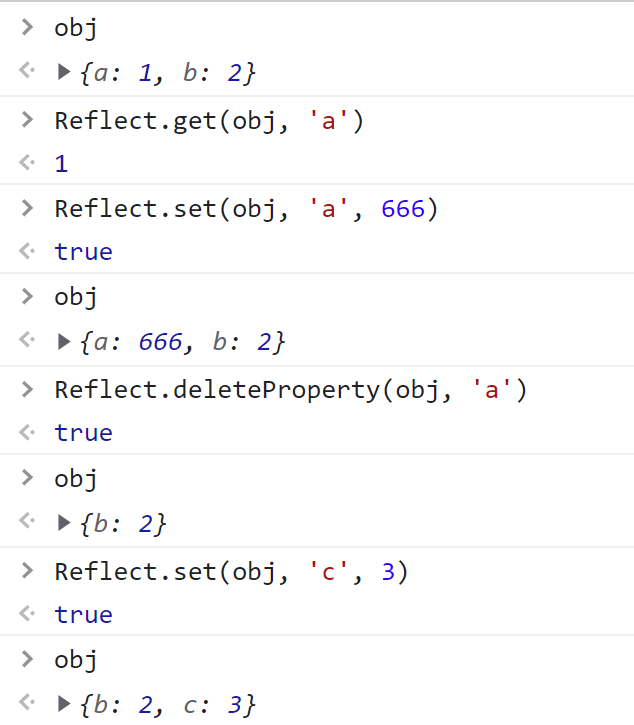 obj
{a: 1, b: 2}
Reflect.get(obj, 'a')
1
Reflect.set(obj, 'a', 666)
true
obj
{a: 666, b: 2}
Reflect.deleteProperty(obj, 'a')
true
obj
{b: 2}
Reflect.set(obj, 'c', 3)
true
obj
{b: 2, c: 3}